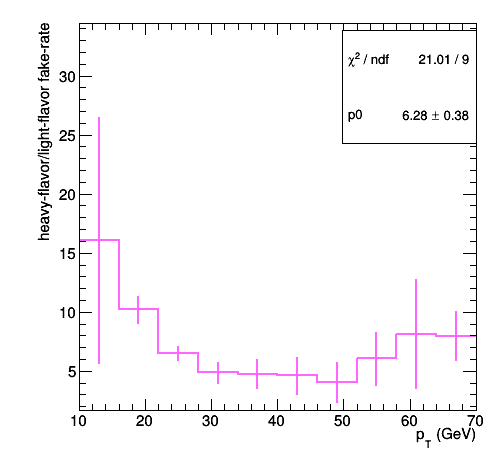 heavy-flavor/light-flavor fake-rate
χ² / ndf 21.01 / 9
p0 6.28 ± 0.38
30
25
20
15
10
5
10 20 30 40 50 60 70
p_T (GeV)